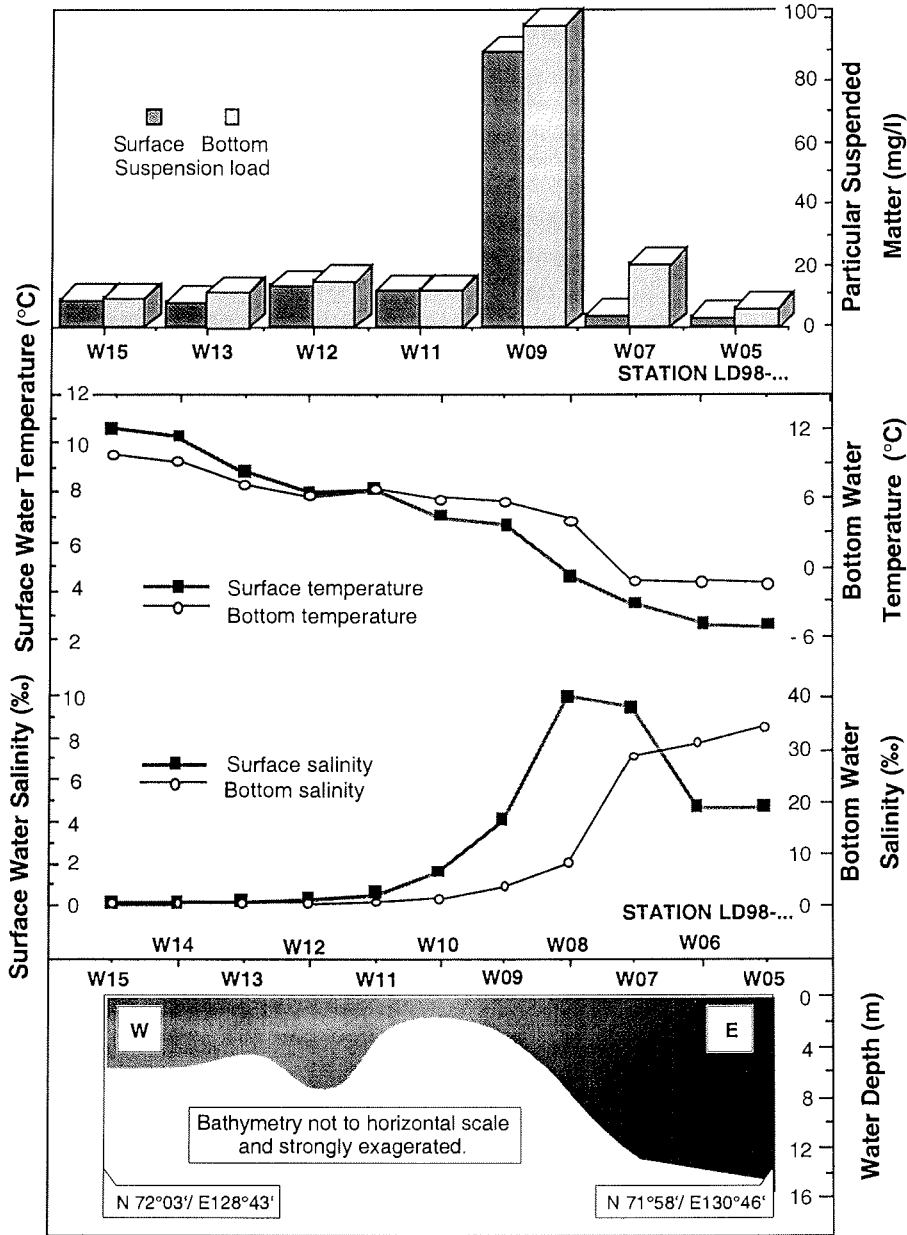 100
80
60
40
20
0
Particular Suspended
Matter (mg/l)
Surface Bottom
Suspension load
W15 W13 W12 W11 W09 W07 W05
STATION LD98-...
Surface Water Temperature (°C)
12
10
8
6
4
2
12
6
0
- 6
Bottom Water
Temperature (°C)
Surface temperature
Bottom temperature
Surface Water Salinity (‰)
10
8
6
4
2
0
40
30
20
10
0
Bottom Water
Salinity (‰)
Surface salinity
Bottom salinity
STATION LD98-...
W14 W12 W10 W08 W06
W15 W13 W11 W09 W07 W05
W
E
0
4
8
12
16
Water Depth (m)
Bathymetry not to horizontal scale
and strongly exagerated.
N 72°03‘/ E128°43‘
N 71°58‘/ E130°46‘